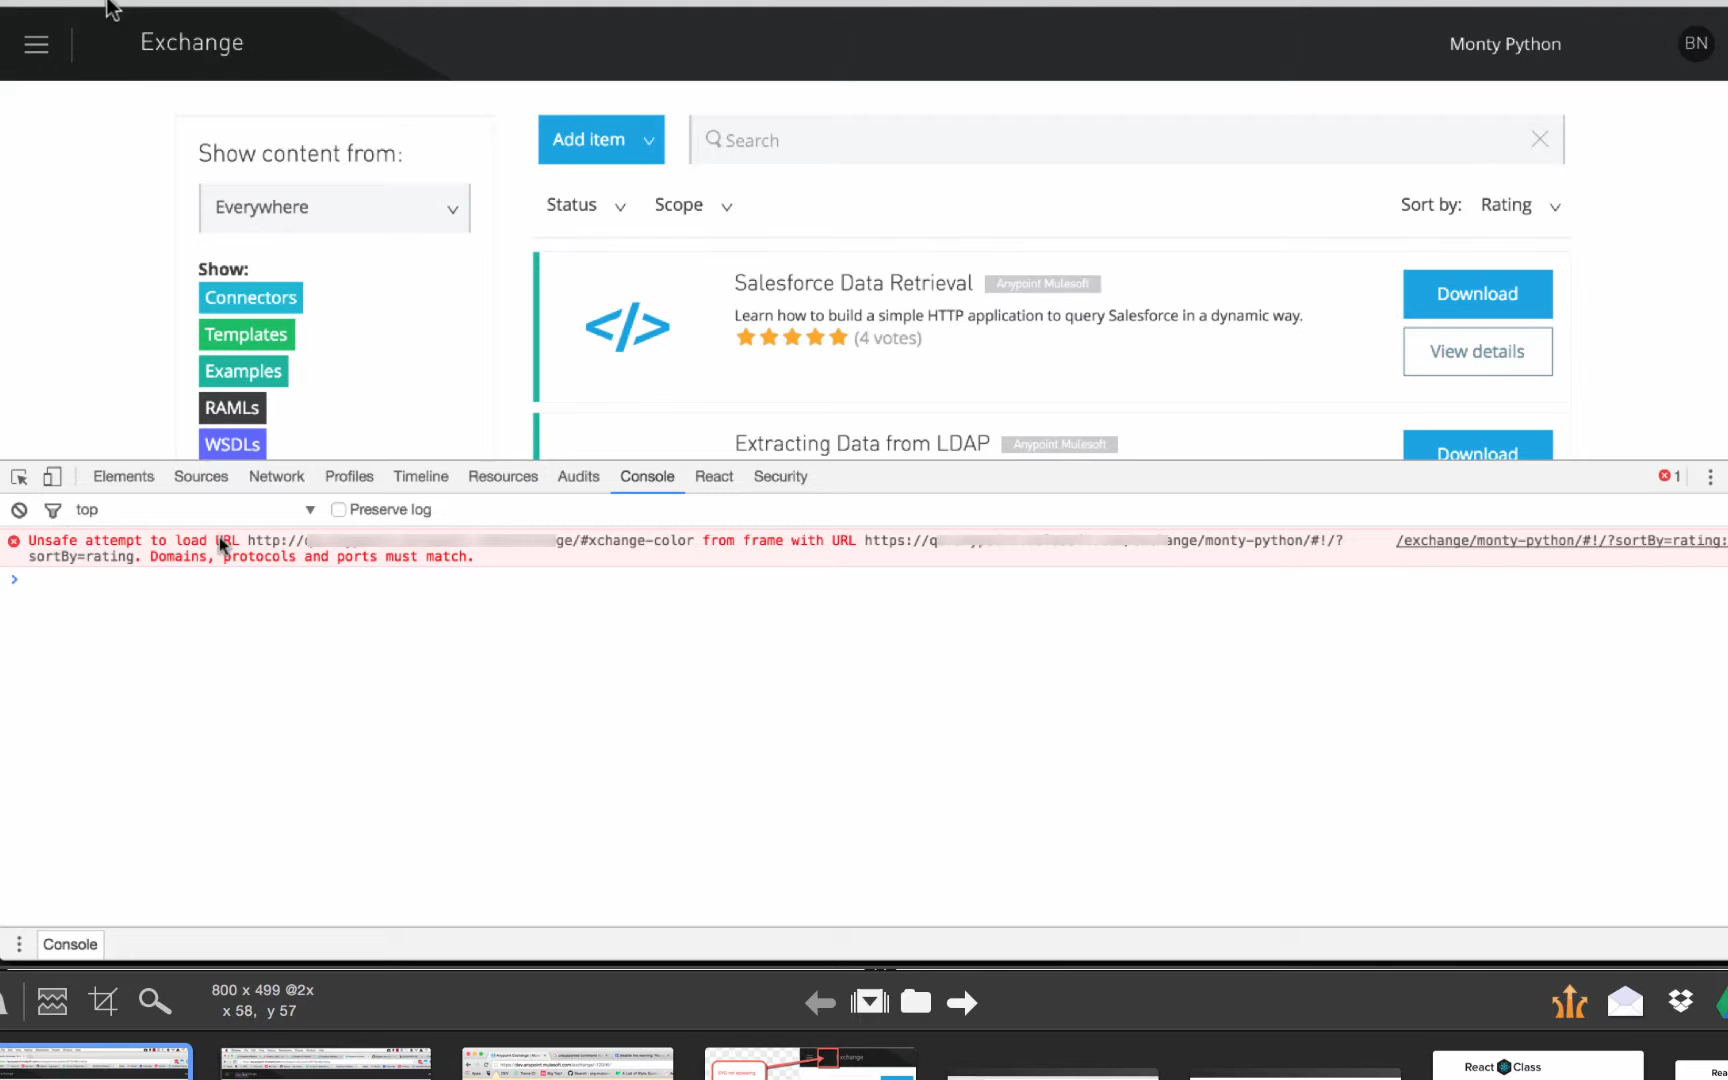 Exchange
Monty Python
BN
Show content from:
Everywhere
Show:
Connectors
Templates
Examples
RAMLs
WSDLs
Add item
Search
Status
Scope
Sort by: Rating
Salesforce Data Retrieval
Anypoint Mulesoft
Learn how to build a simple HTTP application to query Salesforce in a dynamic way.
(4 votes)
Download
View details
Extracting Data from LDAP
Anypoint Mulesoft
Download
Elements Sources Network Profiles Timeline Resources Audits Console React Security
1
top
Preserve log
Unsafe attempt to load URL http:// ge/#xchange-color from frame with URL https://q ange/monty-python/#!/? /exchange/monty-python/#!/?sortBy=rating:
sortBy=rating. Domains, protocols and ports must match.
>
Console
800 x 499 @2x
x 58, y 57
React Class